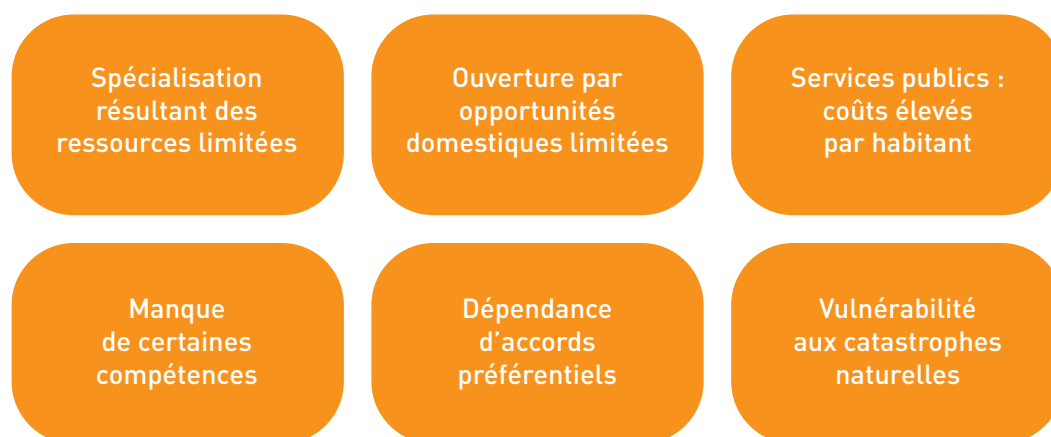 Spécialisation
résultant des
ressources limitées
Ouverture par
opportunités
domestiques limitées
Services publics :
coûts élevés
par habitant
Manque
de certaines
compétences
Dépendance
d’accords
préférentiels
Vulnérabilité
aux catastrophes
naturelles